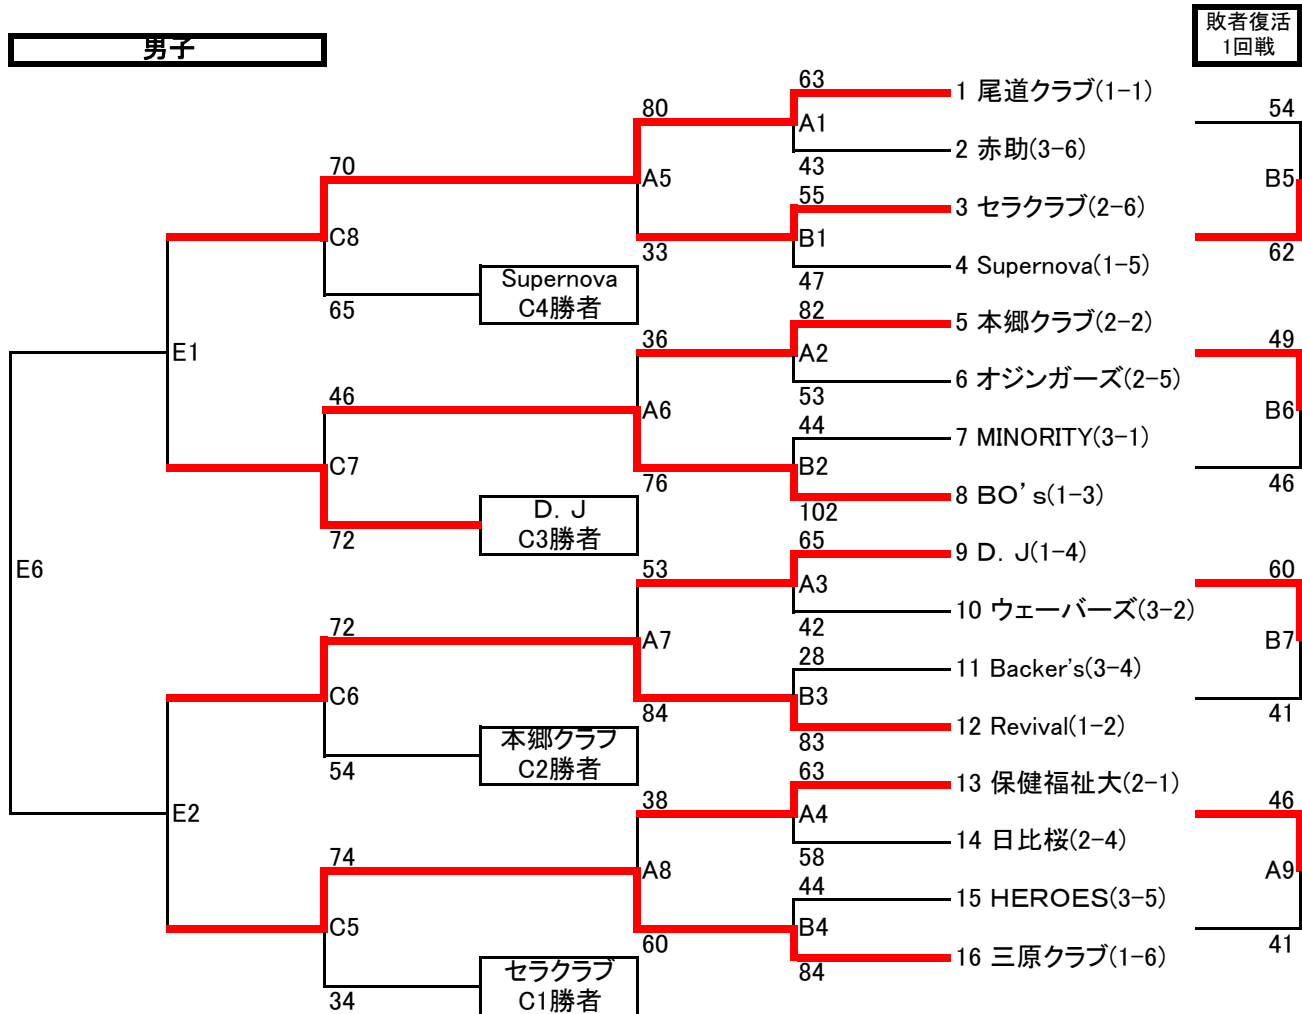 敗者復活
1回戦
男子
63
1 尾道クラブ(1-1)
80
54
A1
2 赤助(3-6)
43
70
A5
B5
55
3 セラクラブ(2-6)
C8
B1
33
62
4 Supernova(1-5)
47
Supernova
C4勝者
65
82
5 本郷クラブ(2-2)
36
49
E1
A2
6 オジンガーズ(2-5)
53
46
A6
B6
44
7 MINORITY(3-1)
C7
B2
76
46
8 BO's(1-3)
102
D. J
C3勝者
72
65
9 D. J(1-4)
E6
53
60
A3
10 ウェーバーズ(3-2)
42
72
A7
B7
28
11 Backer's(3-4)
C6
B3
84
41
12 Revival(1-2)
83
本郷クラブ
C2勝者
54
63
13 保健福祉大(2-1)
38
46
E2
A4
14 日比桜(2-4)
58
74
A8
A9
44
15 HEROES(3-5)
C5
B4
60
41
16 三原クラブ(1-6)
84
セラクラブ
C1勝者
34